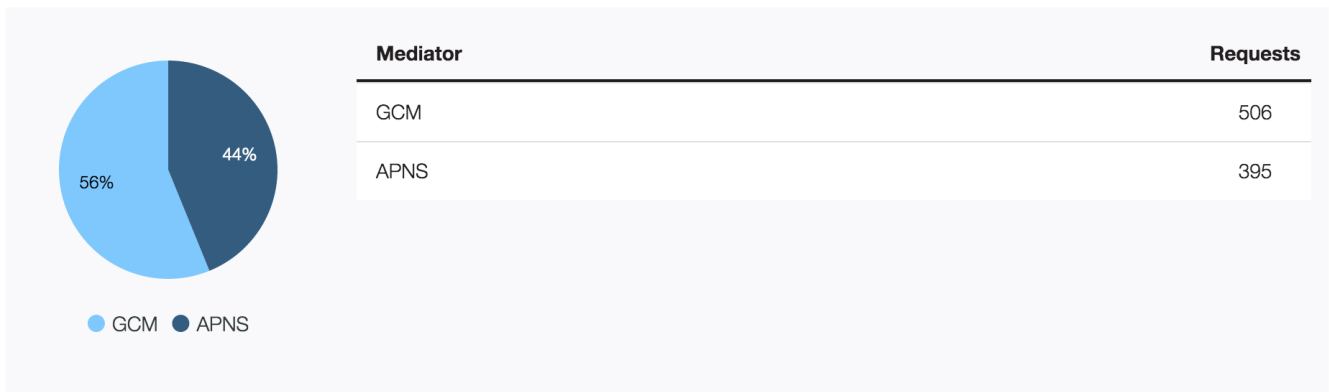 Mediator Requests
GCM 506
APNS 395
44%
56%
GCM APNS